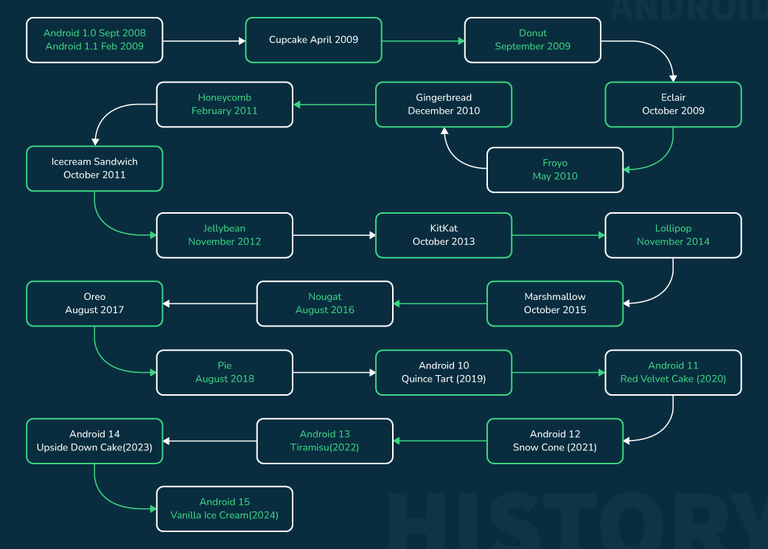 ANDROID
Android 1.0 Sept 2008
Android 1.1 Feb 2009
Cupcake April 2009
Donut
September 2009
Eclair
October 2009
Froyo
May 2010
Gingerbread
December 2010
Honeycomb
February 2011
Icecream Sandwich
October 2011
Jellybean
November 2012
KitKat
October 2013
Lollipop
November 2014
Marshmallow
October 2015
Nougat
August 2016
Oreo
August 2017
Pie
August 2018
Android 10
Quince Tart (2019)
Android 11
Red Velvet Cake (2020)
Android 12
Snow Cone (2021)
Android 13
Tiramisu(2022)
Android 14
Upside Down Cake(2023)
Android 15
Vanilla Ice Cream(2024)
HISTORY